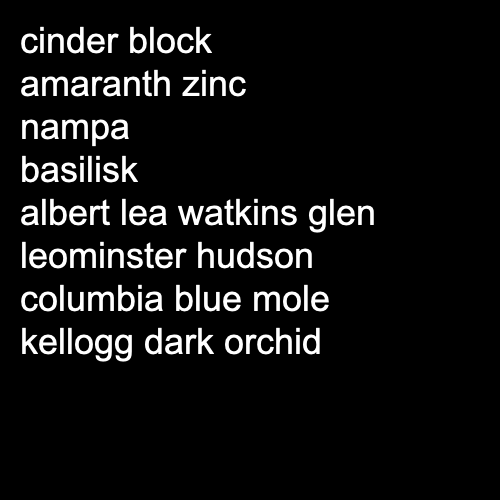 cinder block
amaranth zinc
nampa
basilisk
albert lea watkins glen
leominster hudson
columbia blue mole
kellogg dark orchid